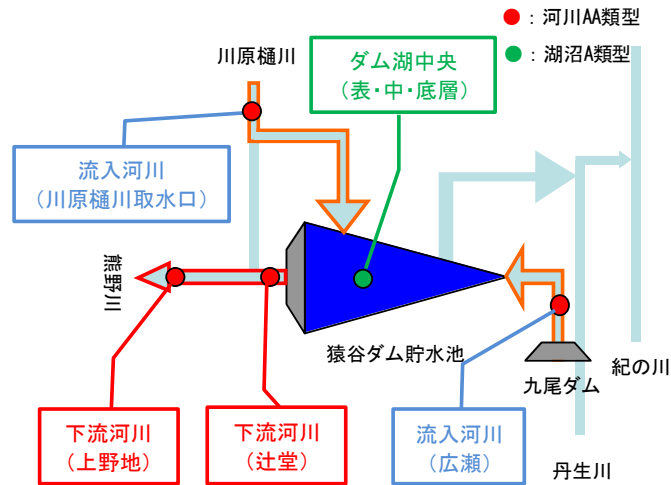 ：河川AA類型
：湖沼A類型
川原樋川
ダム湖中央
（表・中・底層）
流入河川
（川原樋川取水口）
熊野川
猿谷ダム貯水池
九尾ダム
紀の川
丹生川
下流河川
（上野地）
下流河川
（辻堂）
流入河川
（広瀬）